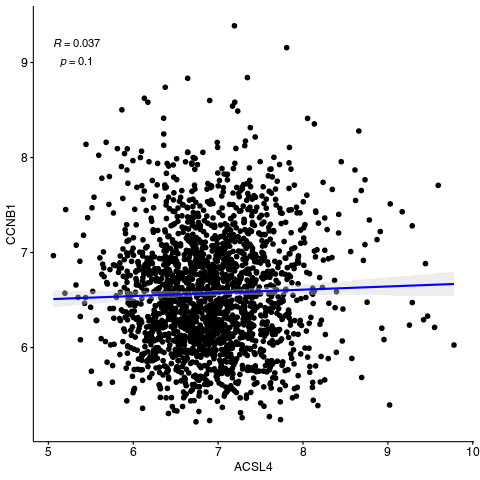 R = 0.037
p = 0.1
9
8
7
6
CCNB1
5 6 7 8 9 10
ACSL4